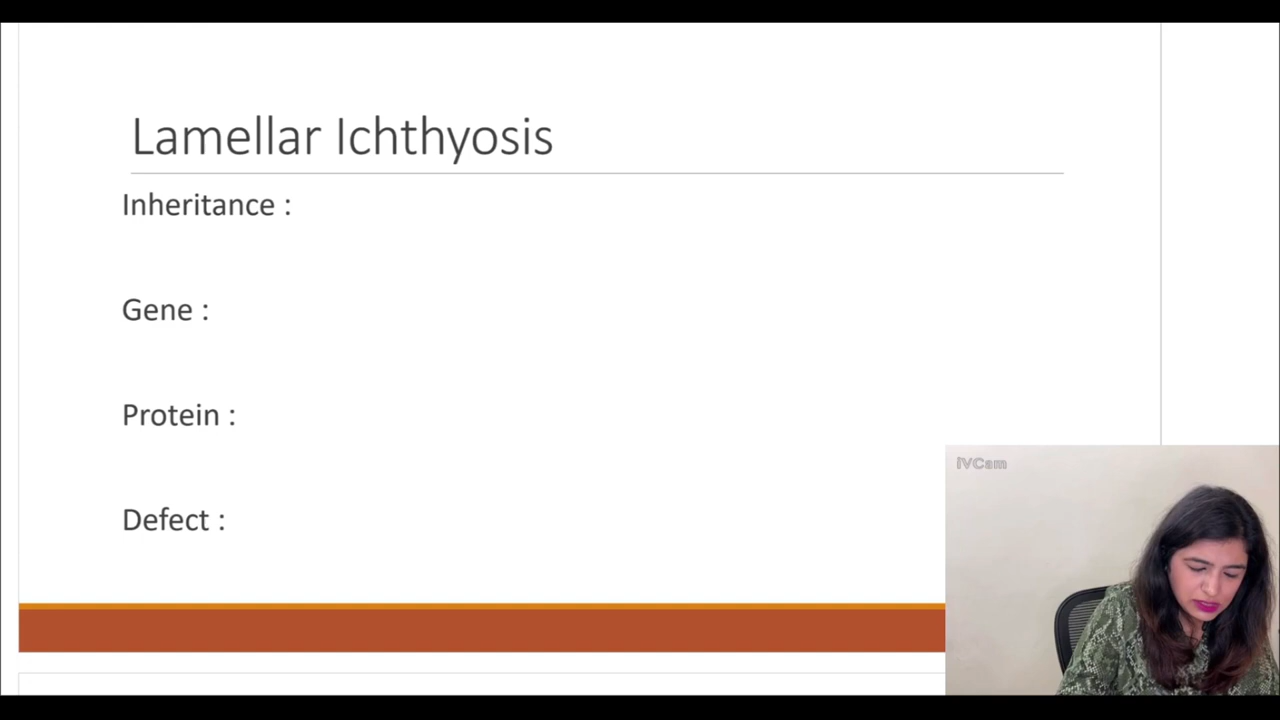 Lamellar Ichthyosis
Inheritance :
Gene :
Protein :
Defect :
iVCam